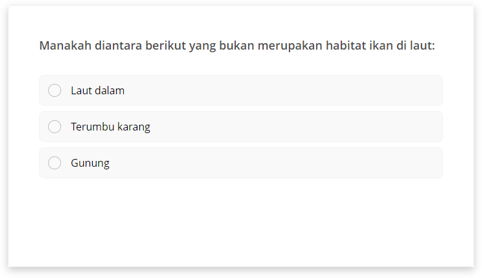 Manakah diantara berikut yang bukan merupakan habitat ikan di laut:
Laut dalam
Terumbu karang
Gunung